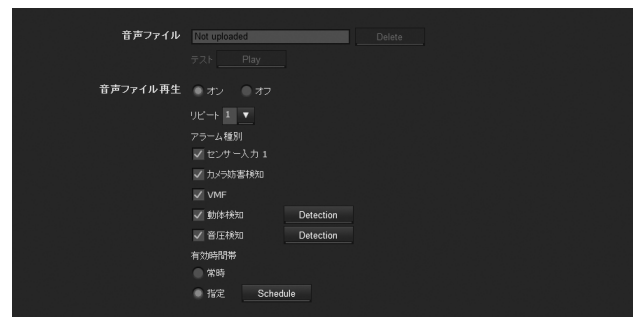 音声ファイル Not uploaded Delete
テスト Play
音声ファイル再生 オン オフ
リピート 1 ▼
アラーム種別
センサー入力 1
カメラ妨害検知
VMF
動体検知 Detection
音圧検知 Detection
有効時間帯
常時
指定 Schedule